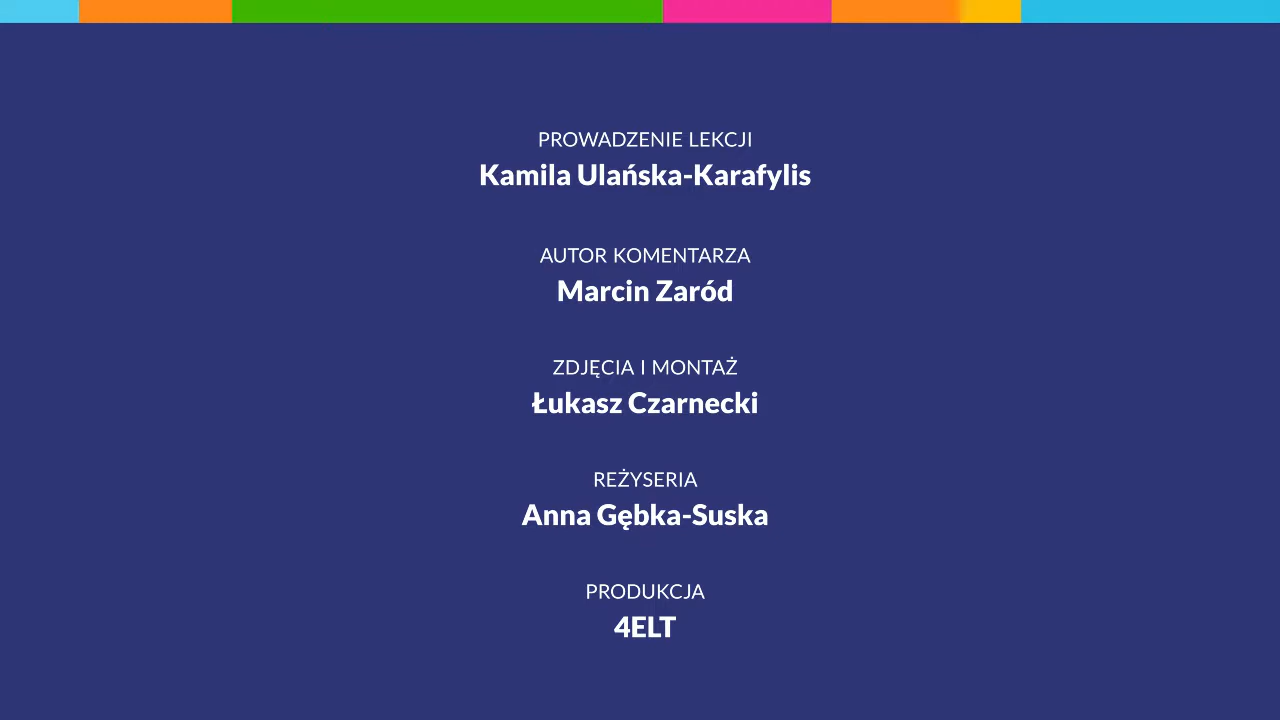 PROWADZENIE LEKCJI
Kamila Ulańska-Karafylis
AUTOR KOMENTARZA
Marcin Zaród
ZDJĘCIA I MONTAŻ
Łukasz Czarnecki
REŻYSERIA
Anna Gębka-Suska
PRODUKCJA
4ELT